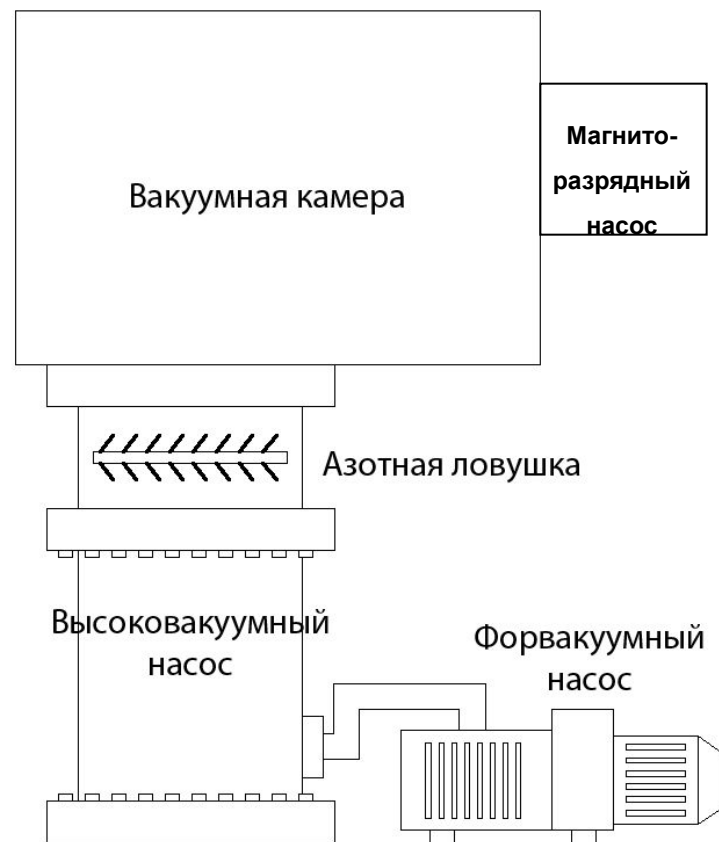 Магнито-
разрядный
насос
Вакуумная камера
Азотная ловушка
Высоковакуумный
насос
Форвакуумный
насос